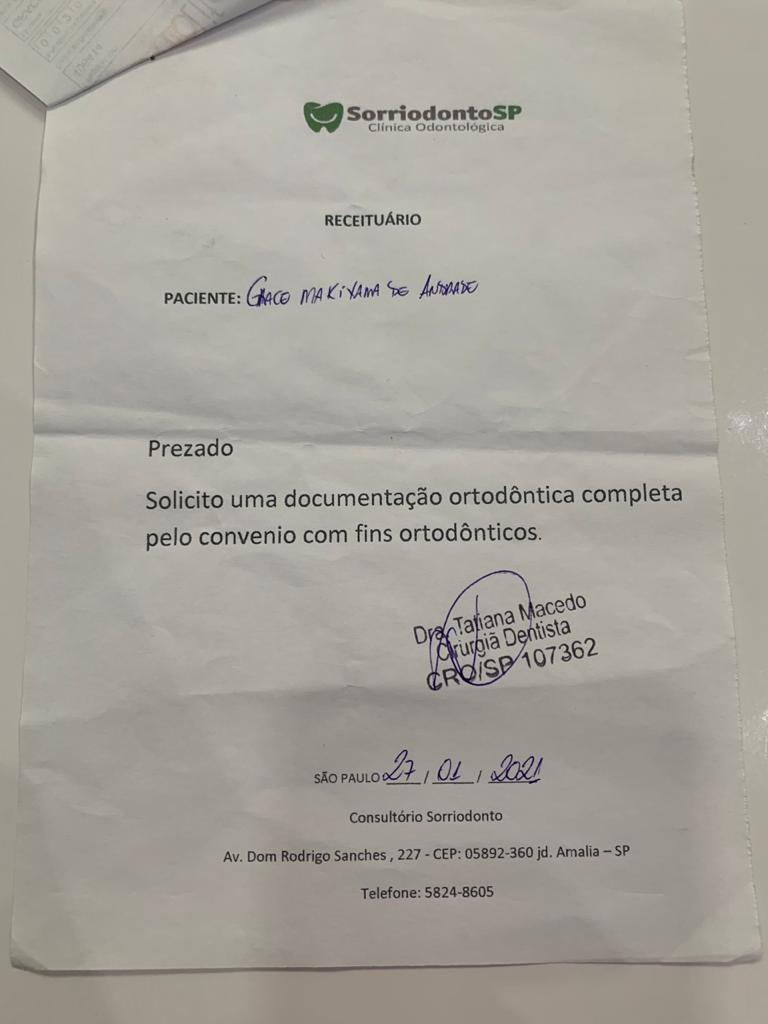 SorriodontoSP
Clínica Odontológica
RECEITUÁRIO
PACIENTE: GRACE MAKIYAMA DE ANDRADE
Prezado
Solicito uma documentação ortodôntica completa
pelo convenio com fins ortodônticos.
Dra. Tatiana Macedo
Cirurgiã Dentista
CRO/SP 107362
SÃO PAULO 27 / 01 / 2021
Consultório Sorriodonto
Av. Dom Rodrigo Sanches , 227 - CEP: 05892-360 jd. Amalia – SP
Telefone: 5824-8605